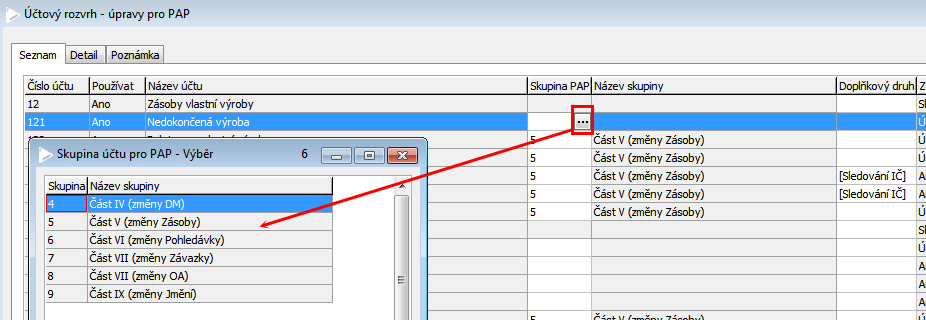 Účtový rozvrh - úpravy pro PAP
Seznam Detail Poznámka
Číslo účtu Používat Název účtu Skupina PAP Název skupiny Doplňkový druh
12 Ano Zásoby vlastní výroby
121 Ano Nedokončená výroba ...
5 Část V (změny Zásoby)
5 Část V (změny Zásoby)
5 Část V (změny Zásoby) [Sledování IČ]
5 Část V (změny Zásoby) [Sledování IČ]
5 Část V (změny Zásoby)
5 Část V (změny Zásoby)
Skupina účtu pro PAP - Výběr 6
Skupina Název skupiny
4 Část IV (změny DM)
5 Část V (změny Zásoby)
6 Část VI (změny Pohledávky)
7 Část VII (změny Závazky)
8 Část VII (změny OA)
9 Část IX (změny Jmění)